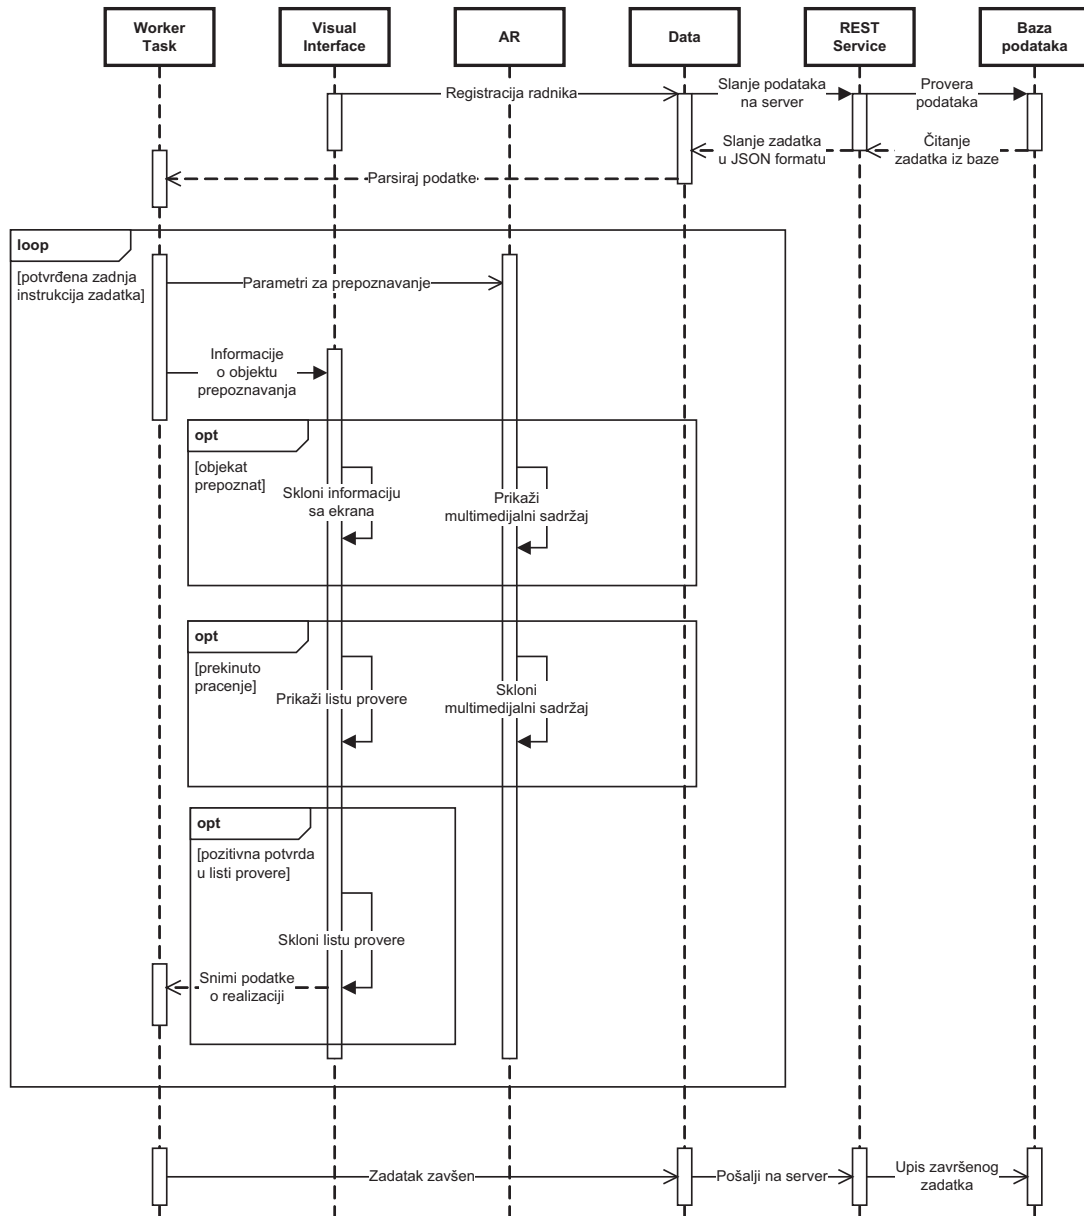 Worker
Task
Visual
Interface
AR
Data
REST
Service
Baza
podataka
Registracija radnika
Slanje podataka
na server
Provera
podataka
Slanje zadatka
u JSON formatu
Čitanje
zadatka iz baze
Parsiraj podatke
loop
[potvrđena zadnja
instrukcija zadatka]
Parametri za prepoznavanje
Informacije
o objektu
prepoznavanja
opt
[objekat
prepoznat]
Skloni informaciju
sa ekrana
Prikaži
multimedijalni sadržaj
opt
[prekinuto
pracenje]
Prikaži listu provere
Skloni
multimedijalni sadržaj
opt
[pozitivna potvrda
u listi provere]
Skloni listu provere
Snimi podatke
o realizaciji
Zadatak zavšen
Pošalji na server
Upis završenog
zadatka